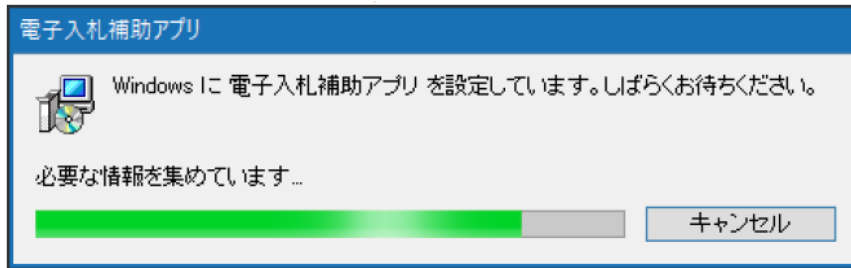 電子入札補助アプリ
Windows に 電子入札補助アプリ を設定しています。しばらくお待ちください。
必要な情報を集めています...
キャンセル